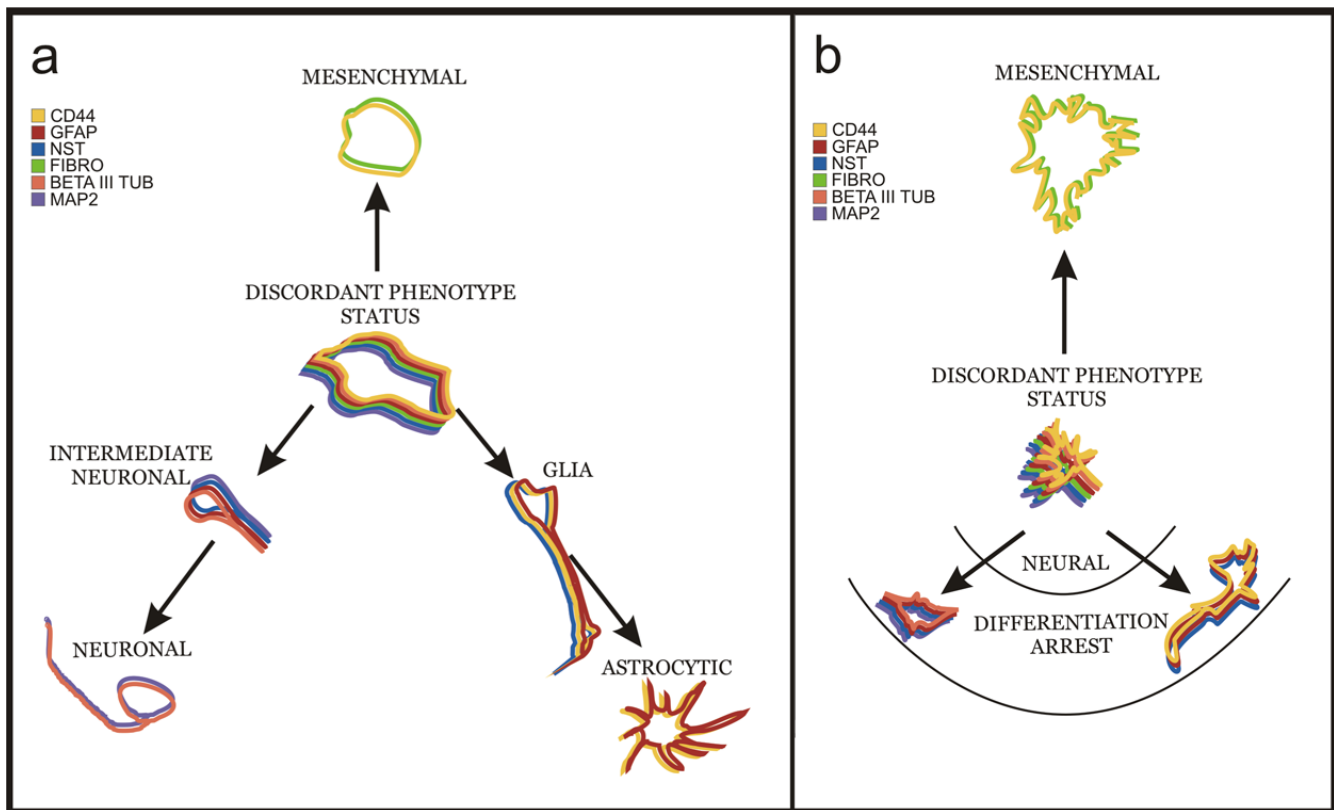 a
MESENCHYMAL
CD44
GFAP
NST
FIBRO
BETA III TUB
MAP2
DISCORDANT PHENOTYPE
STATUS
INTERMEDIATE
NEURONAL
GLIA
NEURONAL
ASTROCYTIC
b
MESENCHYMAL
CD44
GFAP
NST
FIBRO
BETA III TUB
MAP2
DISCORDANT PHENOTYPE
STATUS
NEURAL
DIFFERENTIATION
ARREST